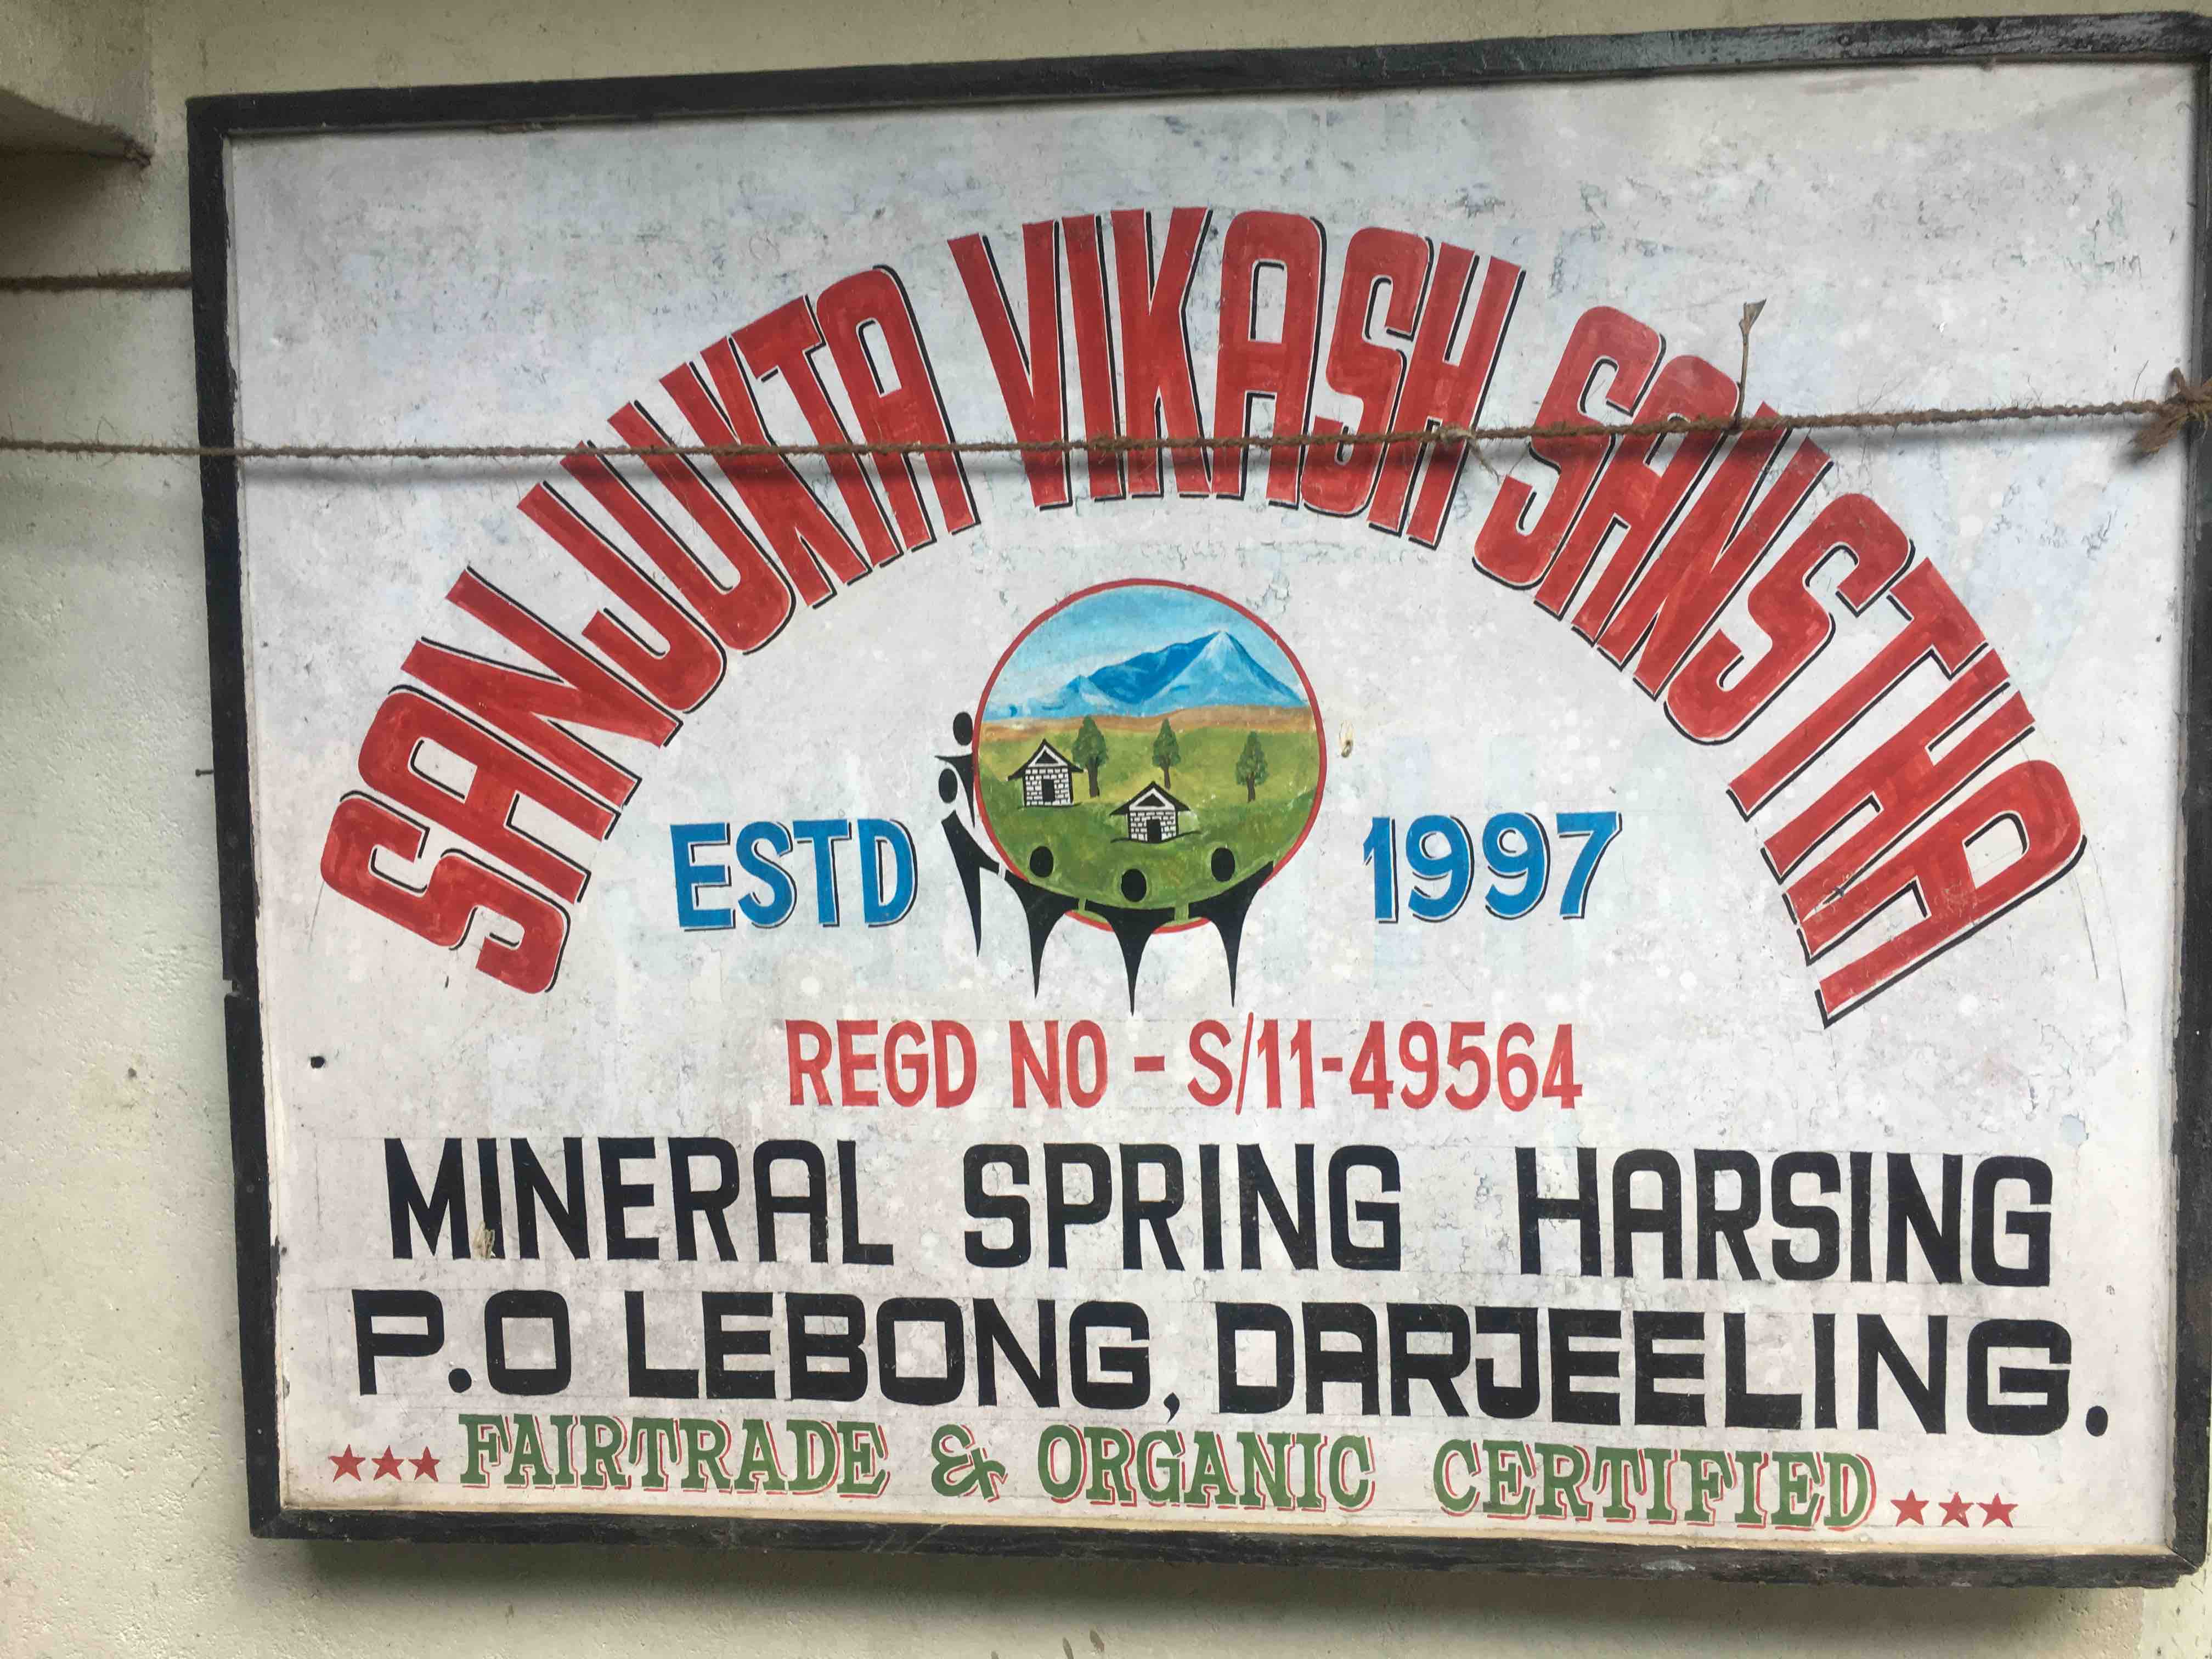 SANJUKTA VIKASH SANSTHA
ESTD 1997
REGD NO - S/11-49564
MINERAL SPRING HARSING
P.O LEBONG, DARJEELING.
★★★ FAIRTRADE & ORGANIC CERTIFIED ★★★